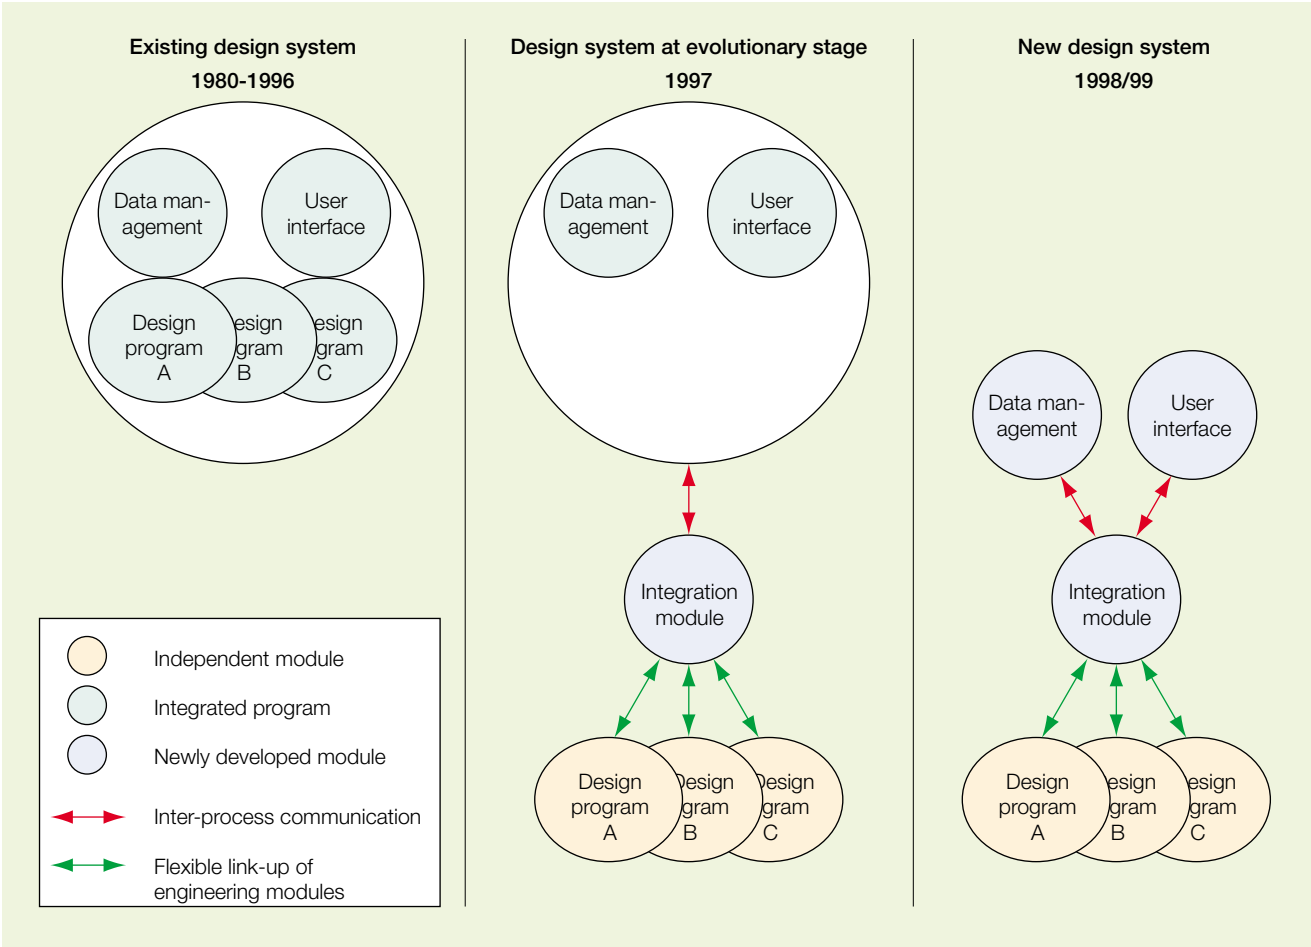 Existing design system
1980-1996
Data man-
agement
User
interface
Design
program
A
esign
gram
B
esign
gram
C
Independent module
Integrated program
Newly developed module
Inter-process communication
Flexible link-up of
engineering modules
Design system at evolutionary stage
1997
Data man-
agement
User
interface
Integration
module
Design
program
A
Design
gram
B
Design
gram
C
New design system
1998/99
Data man-
agement
User
interface
Integration
module
Design
program
A
esign
gram
B
esign
gram
C